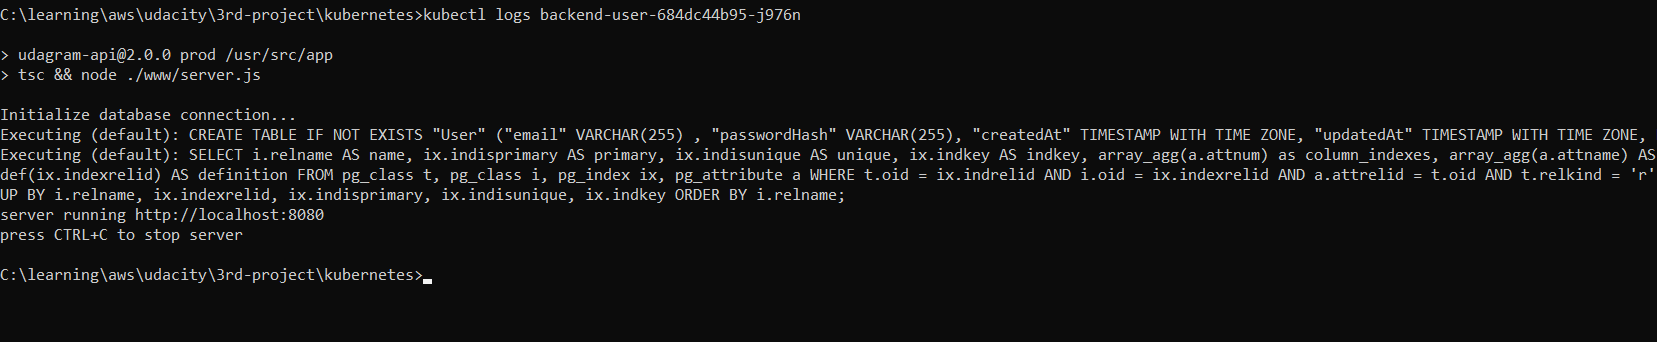 C:\learning\aws\udacity\3rd-project\kubernetes>kubectl logs backend-user-684dc44b95-j976n
> udagram-api@2.0.0 prod /usr/src/app
> tsc && node ./www/server.js
Initialize database connection...
Executing (default): CREATE TABLE IF NOT EXISTS "User" ("email" VARCHAR(255) , "passwordHash" VARCHAR(255), "createdAt" TIMESTAMP WITH TIME ZONE, "updatedAt" TIMESTAMP WITH TIME ZONE,
Executing (default): SELECT i.relname AS name, ix.indisprimary AS primary, ix.indisunique AS unique, ix.indkey AS indkey, array_agg(a.attnum) as column_indexes, array_agg(a.attname) AS
def(ix.indexrelid) AS definition FROM pg_class t, pg_class i, pg_index ix, pg_attribute a WHERE t.oid = ix.indrelid AND i.oid = ix.indexrelid AND a.attrelid = t.oid AND t.relkind = 'r'
UP BY i.relname, ix.indexrelid, ix.indisprimary, ix.indisunique, ix.indkey ORDER BY i.relname;
server running http://localhost:8080
press CTRL+C to stop server
C:\learning\aws\udacity\3rd-project\kubernetes>